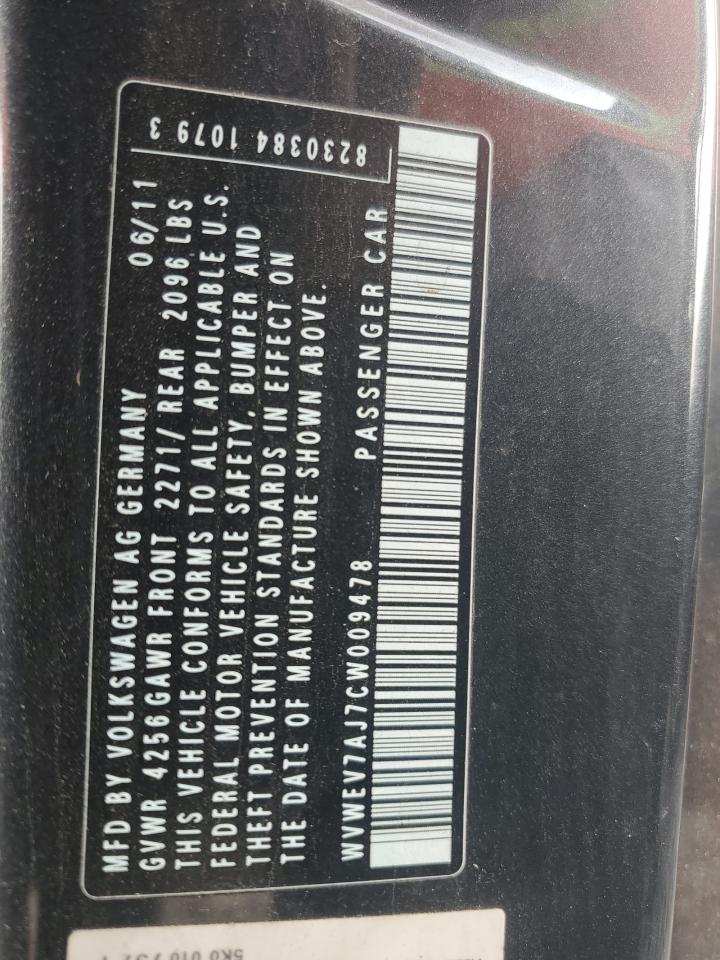 MFD BY VOLKSWAGEN AG GERMANY 06/11
GVWR 4256 GAWR FRONT 2271/ REAR 2096 LBS
THIS VEHICLE CONFORMS TO ALL APPLICABLE U.S.
FEDERAL MOTOR VEHICLE SAFETY, BUMPER AND
THEFT PREVENTION STANDARDS IN EFFECT ON
THE DATE OF MANUFACTURE SHOWN ABOVE.
WVWEV7AJ7CW009478 PASSENGER CAR
8230384 1079 3
5K0 010